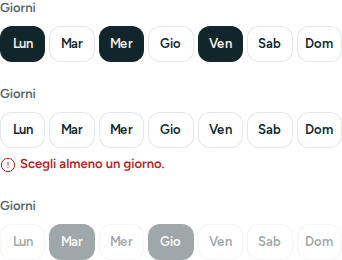 Giorni
Lun Mar Mer Gio Ven Sab Dom
Giorni
Lun Mar Mer Gio Ven Sab Dom
Scegli almeno un giorno.
Giorni
Lun Mar Mer Gio Ven Sab Dom